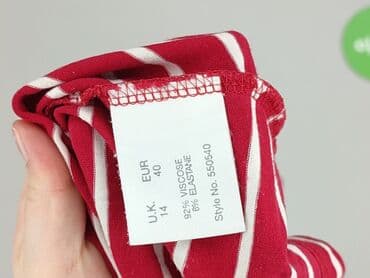 U.K. EUR
14 40
92% VISCOSE
8% ELASTANE
Style No. 550540